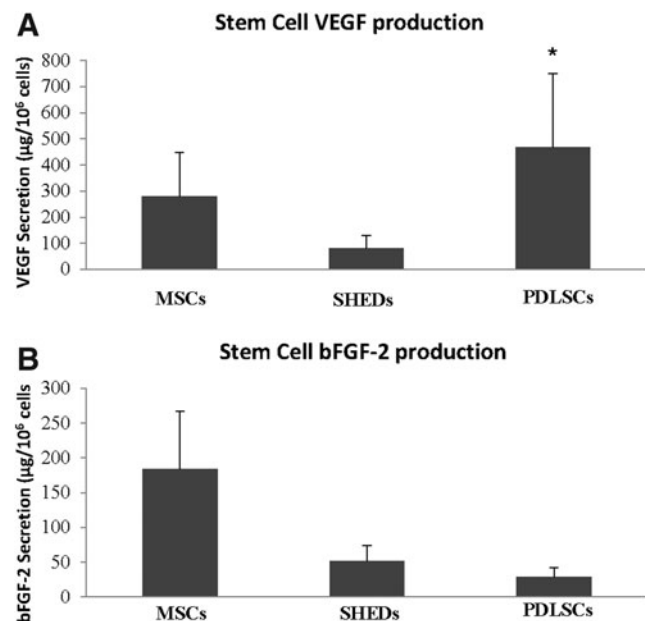 A
Stem Cell VEGF production
VEGF Secretion (µg/10⁶ cells)
800
700
600
500
400
300
200
100
0
*
MSCs
SHEDs
PDLSCs
B
Stem Cell bFGF-2 production
bFGF-2 Secretion (µg/10⁶ cells
300
250
200
150
100
50
0
MSCs
SHEDs
PDLSCs